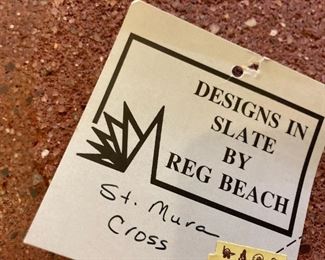 DESIGNS IN
SLATE
BY
REG BEACH
St. Mura
Cross